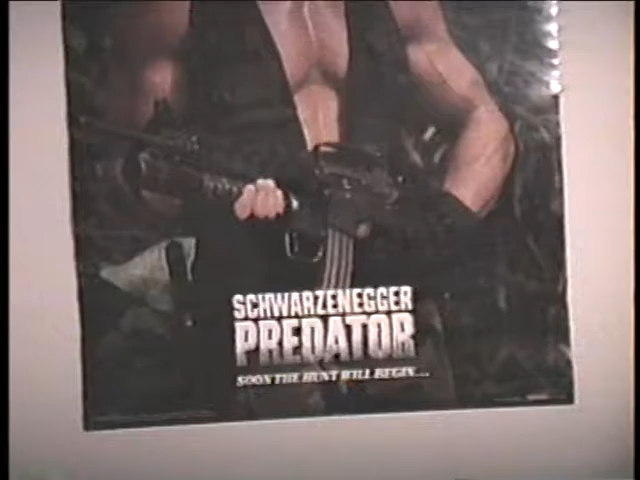 SCHWARZENEGGER
PREDATOR
SOON THE HUNT WILL BEGIN...